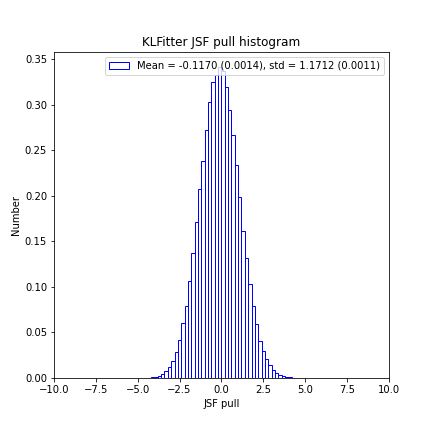 KLFitter JSF pull histogram
Mean = -0.1170 (0.0014), std = 1.1712 (0.0011)
0.35
0.30
0.25
0.20
0.15
0.10
0.05
0.00
Number
−10.0 −7.5 −5.0 −2.5 0.0 2.5 5.0 7.5 10.0
JSF pull